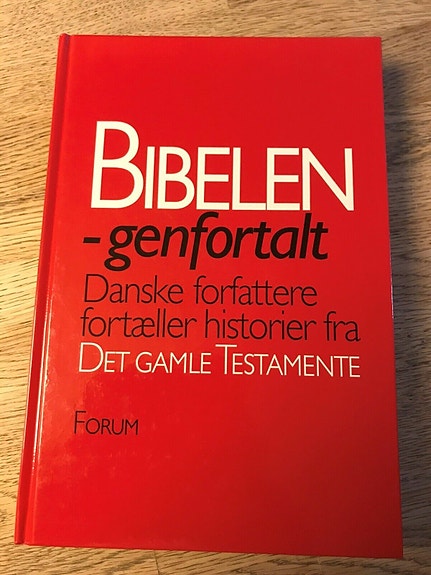 BIBELEN
-genfortalt
Danske forfattere
fortæller historier fra
DET GAMLE TESTAMENTE
FORUM